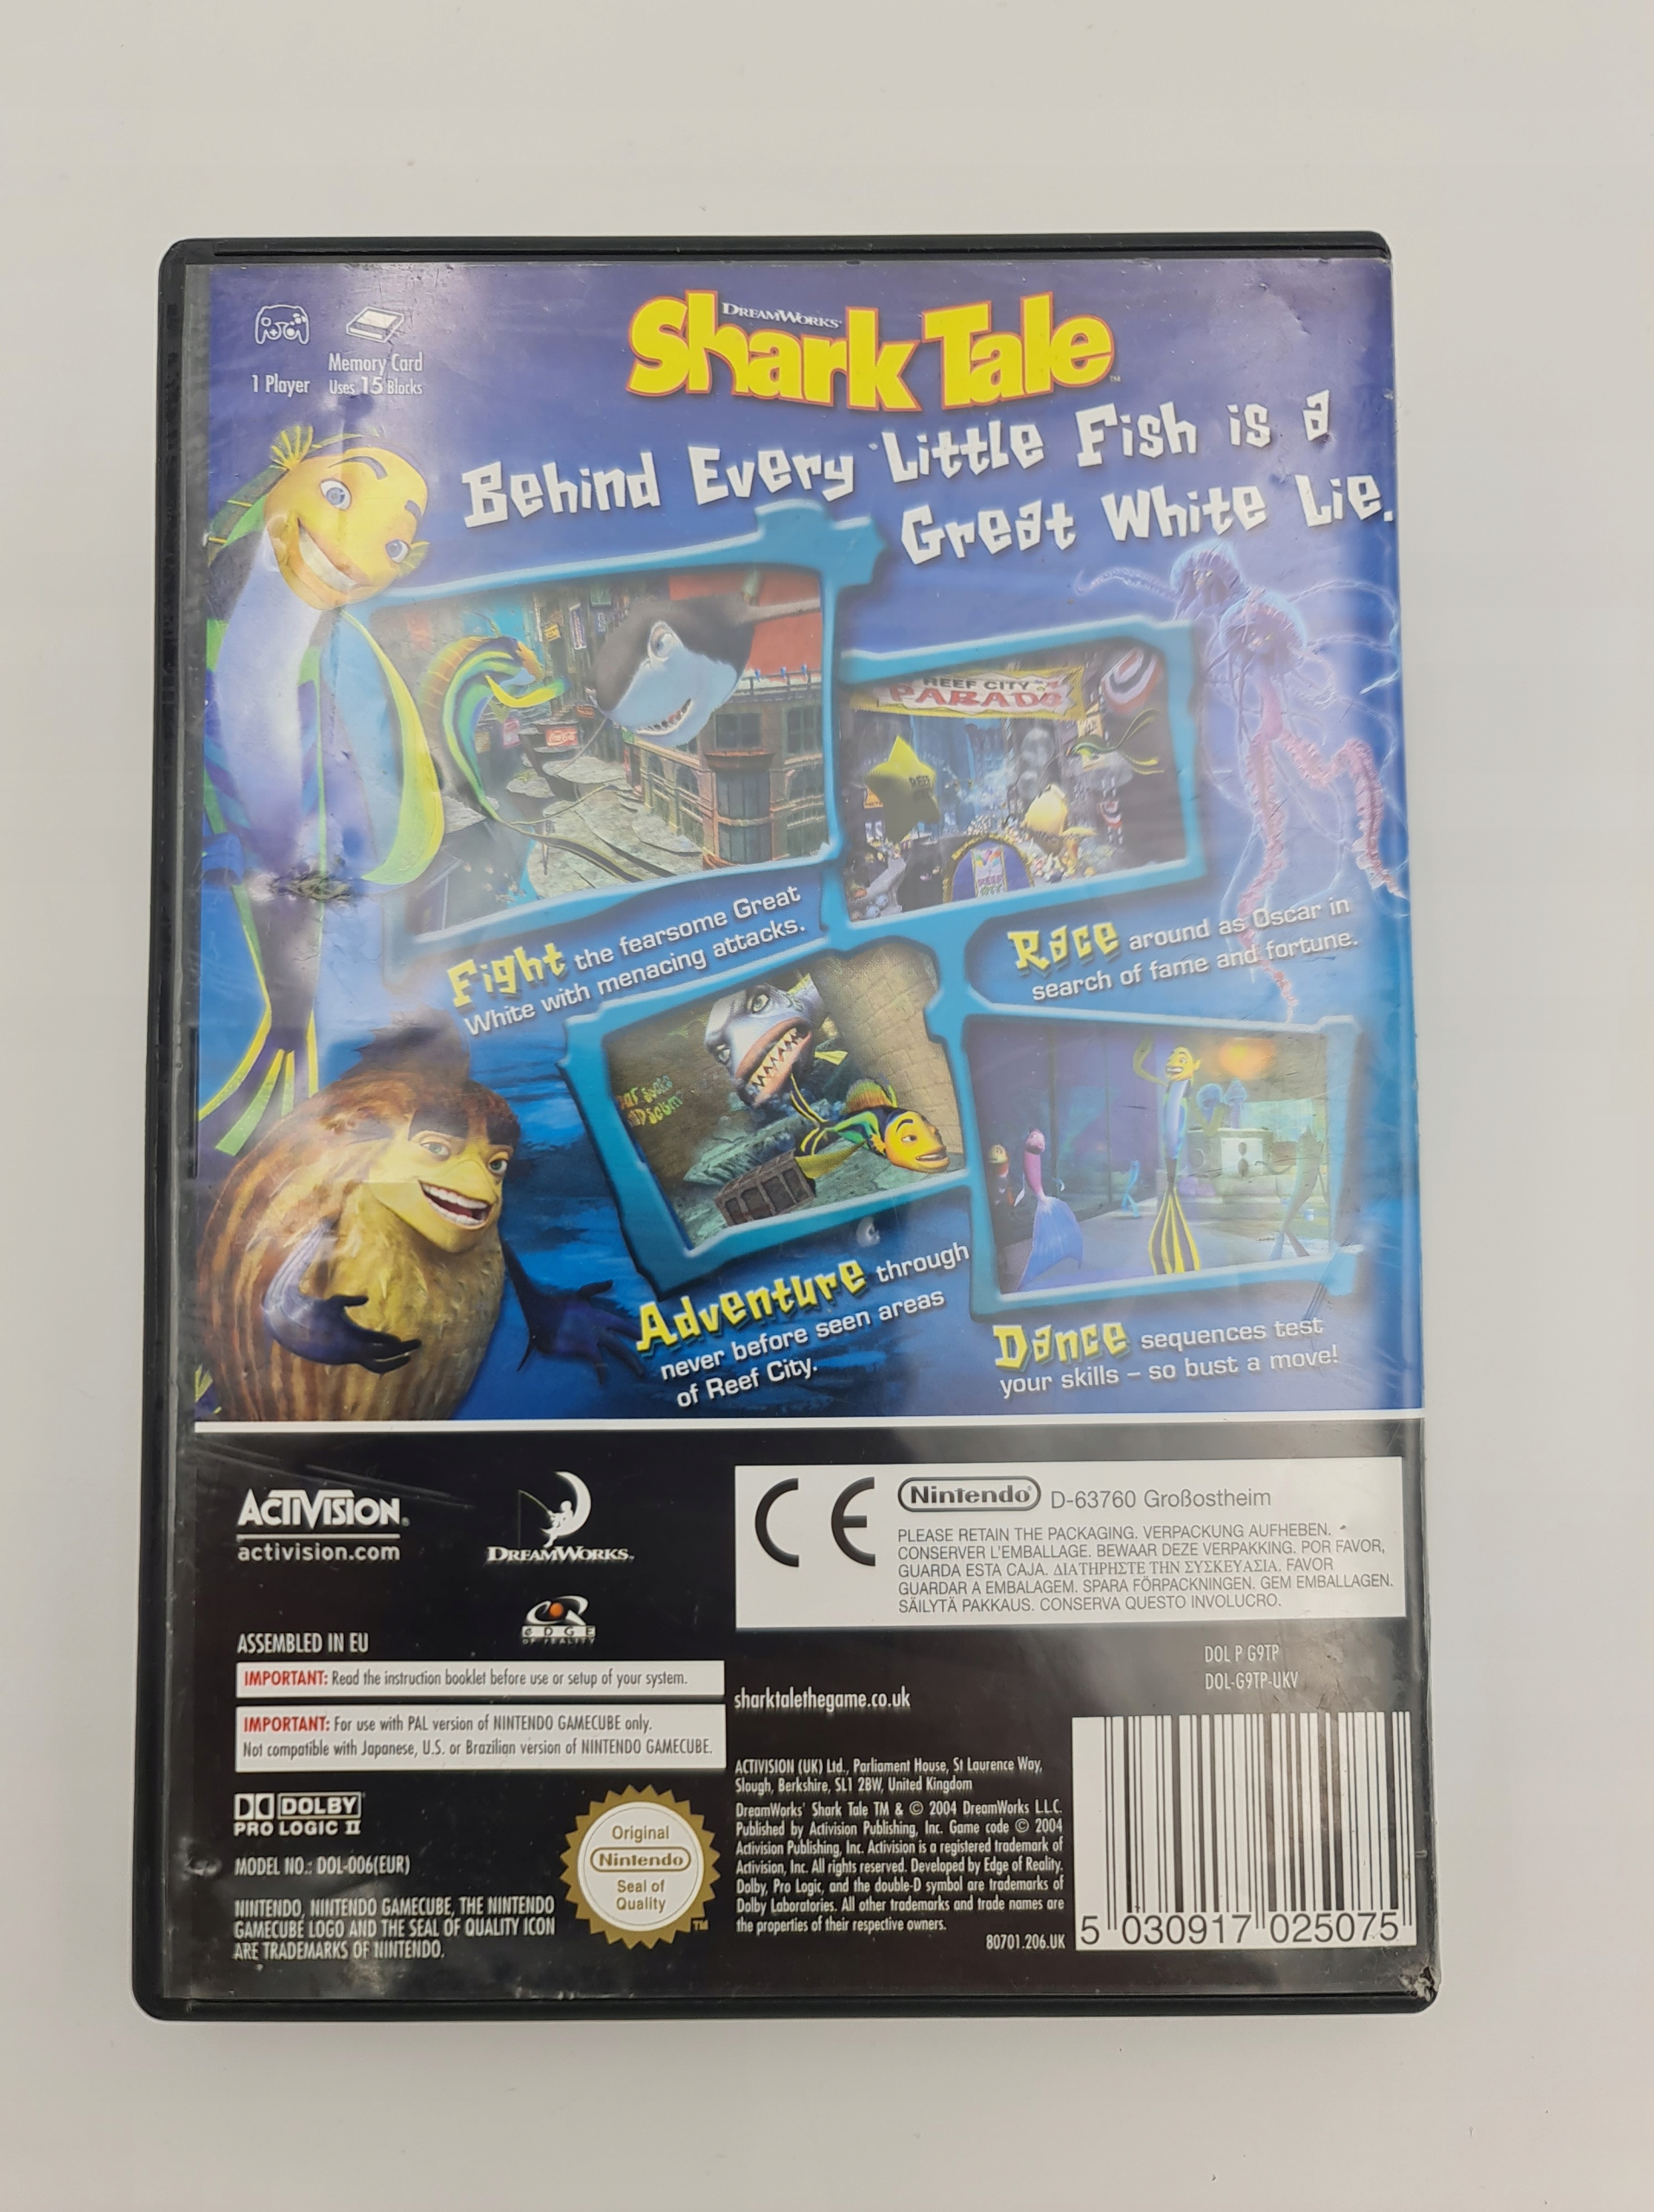 1 Player
Memory Card
Uses 15 Blocks
DREAMWORKS
Shark Tale™
Behind Every Little Fish is a
Great White Lie.
Coca-Cola
REEF CITY
PARADE
Fight the fearsome Great
White with menacing attacks.
Race around as Oscar in
search of fame and fortune.
Adventure through
never before seen areas
of Reef City.
Dance sequences test
your skills – so bust a move!
ACTIVISION®
activision.com
DREAMWORKS
EDGE
OF REALITY
CE
Nintendo® D-63760 Großostheim
PLEASE RETAIN THE PACKAGING. VERPACKUNG AUFHEBEN.
CONSERVER L'EMBALLAGE. BEWAAR DEZE VERPAKKING. POR FAVOR,
GUARDA ESTA CAJA. ΔΙΑΤΗΡΗΣΤΕ ΤΗΝ ΣΥΣΚΕΥΑΣΙΑ. FAVOR
GUARDAR A EMBALAGEM. SPARA FÖRPACKNINGEN. GEM EMBALLAGEN.
SÄILYTÄ PAKKAUS. CONSERVA QUESTO INVOLUCRO.
ASSEMBLED IN EU
IMPORTANT: Read the instruction booklet before use or setup of your system.
IMPORTANT: For use with PAL version of NINTENDO GAMECUBE only.
Not compatible with Japanese, U.S. or Brazilian version of NINTENDO GAMECUBE.
DOLBY
PRO LOGIC II
MODEL NO.: DOL-006(EUR)
NINTENDO, NINTENDO GAMECUBE, THE NINTENDO
GAMECUBE LOGO AND THE SEAL OF QUALITY ICON
ARE TRADEMARKS OF NINTENDO.
Original
Nintendo
Seal of
Quality
TM
DOL P G9TP
DOL-G9TP-UKV
sharktalethegame.co.uk
ACTIVISION (UK) Ltd., Parliament House, St Laurence Way,
Slough, Berkshire, SL1 2BW, United Kingdom
DreamWorks' Shark Tale TM & © 2004 DreamWorks L.L.C.
Published by Activision Publishing, Inc. Game code © 2004
Activision Publishing, Inc. Activision is a registered trademark of
Activision, Inc. All rights reserved. Developed by Edge of Reality.
Dolby, Pro Logic, and the double-D symbol are trademarks of
Dolby Laboratories. All other trademarks and trade names are
the properties of their respective owners.
80701.206.UK
5 030917 025075